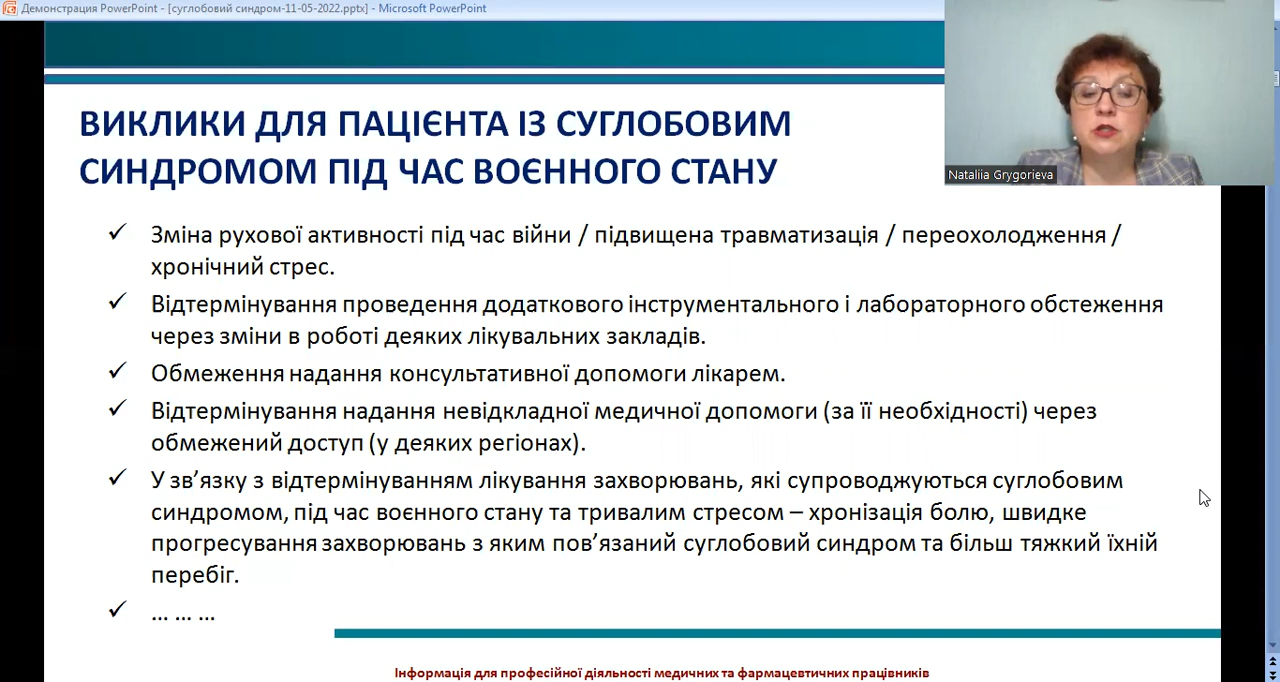 Демонстрация PowerPoint - [суглобовий синдром-11-05-2022.pptx] - Microsoft PowerPoint
Nataliia Grygorieva
ВИКЛИКИ ДЛЯ ПАЦІЄНТА ІЗ СУГЛОБОВИМ
СИНДРОМОМ ПІД ЧАС ВОЄННОГО СТАНУ
✓ Зміна рухової активності під час війни / підвищена травматизація / переохолодження /
хронічний стрес.
✓ Відтермінування проведення додаткового інструментального і лабораторного обстеження
через зміни в роботі деяких лікувальних закладів.
✓ Обмеження надання консультативної допомоги лікарем.
✓ Відтермінування надання невідкладної медичної допомоги (за її необхідності) через
обмежений доступ (у деяких регіонах).
✓ У зв’язку з відтермінуванням лікування захворювань, які супроводжуються суглобовим
синдромом, під час воєнного стану та тривалим стресом – хронізація болю, швидке
прогресування захворювань з яким пов’язаний суглобовий синдром та більш тяжкий їхній
перебіг.
✓ ... ... ...
Інформація для професійної діяльності медичних та фармацевтичних працівників